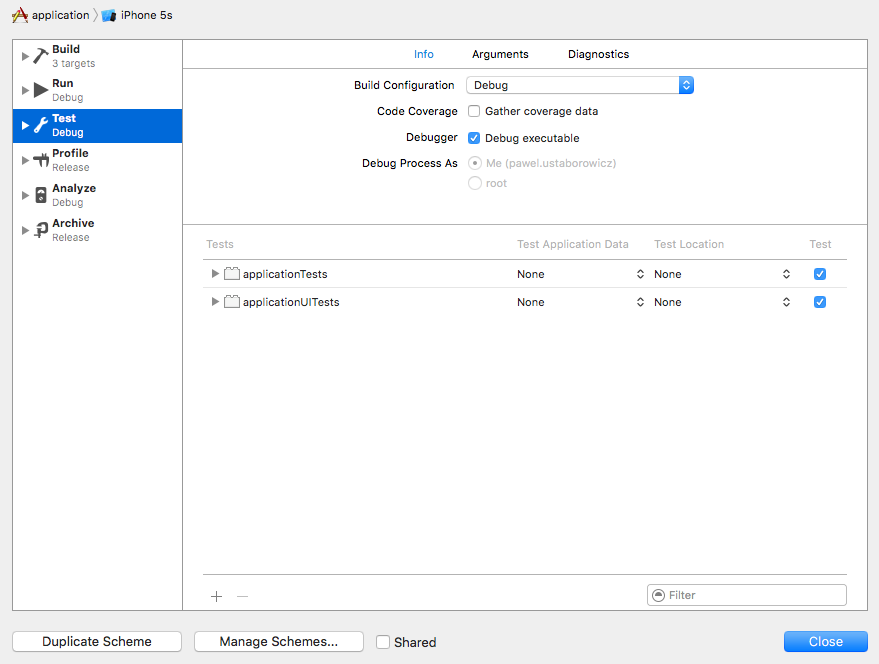 application iPhone 5s
Build
3 targets
Run
Debug
Test
Debug
Profile
Release
Analyze
Debug
Archive
Release
Info Arguments Diagnostics
Build Configuration Debug
Code Coverage Gather coverage data
Debugger Debug executable
Debug Process As Me (pawel.ustaborowicz)
root
Tests Test Application Data Test Location Test
applicationTests None None
applicationUITests None None
Filter
Duplicate Scheme Manage Schemes... Shared Close